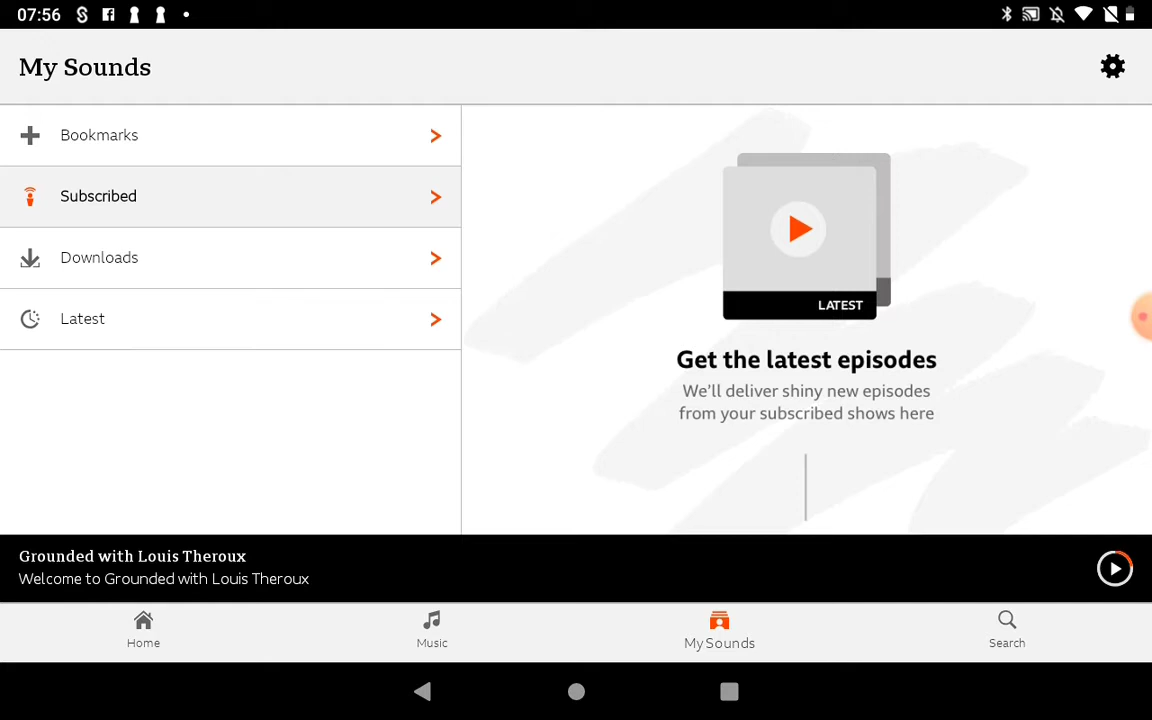 07:56
My Sounds
Bookmarks
Subscribed
Downloads
Latest
LATEST
Get the latest episodes
We'll deliver shiny new episodes
from your subscribed shows here
Grounded with Louis Theroux
Welcome to Grounded with Louis Theroux
Home
Music
My Sounds
Search